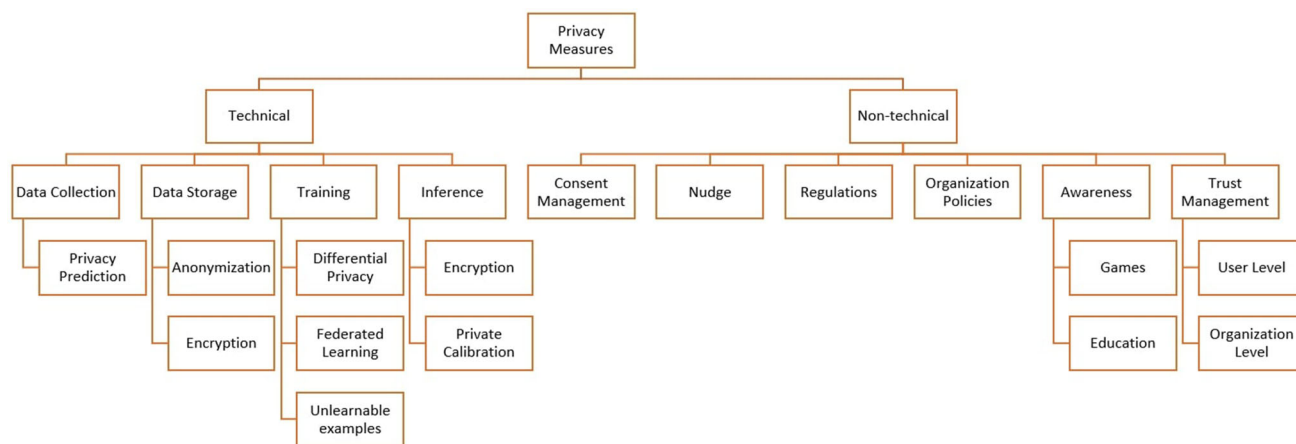 Privacy
Measures
Technical
Non-technical
Data Collection
Data Storage
Training
Inference
Consent
Management
Nudge
Regulations
Organization
Policies
Awareness
Trust
Management
Privacy
Prediction
Anonymization
Differential
Privacy
Encryption
Games
User Level
Encryption
Federated
Learning
Private
Calibration
Education
Organization
Level
Unlearnable
examples